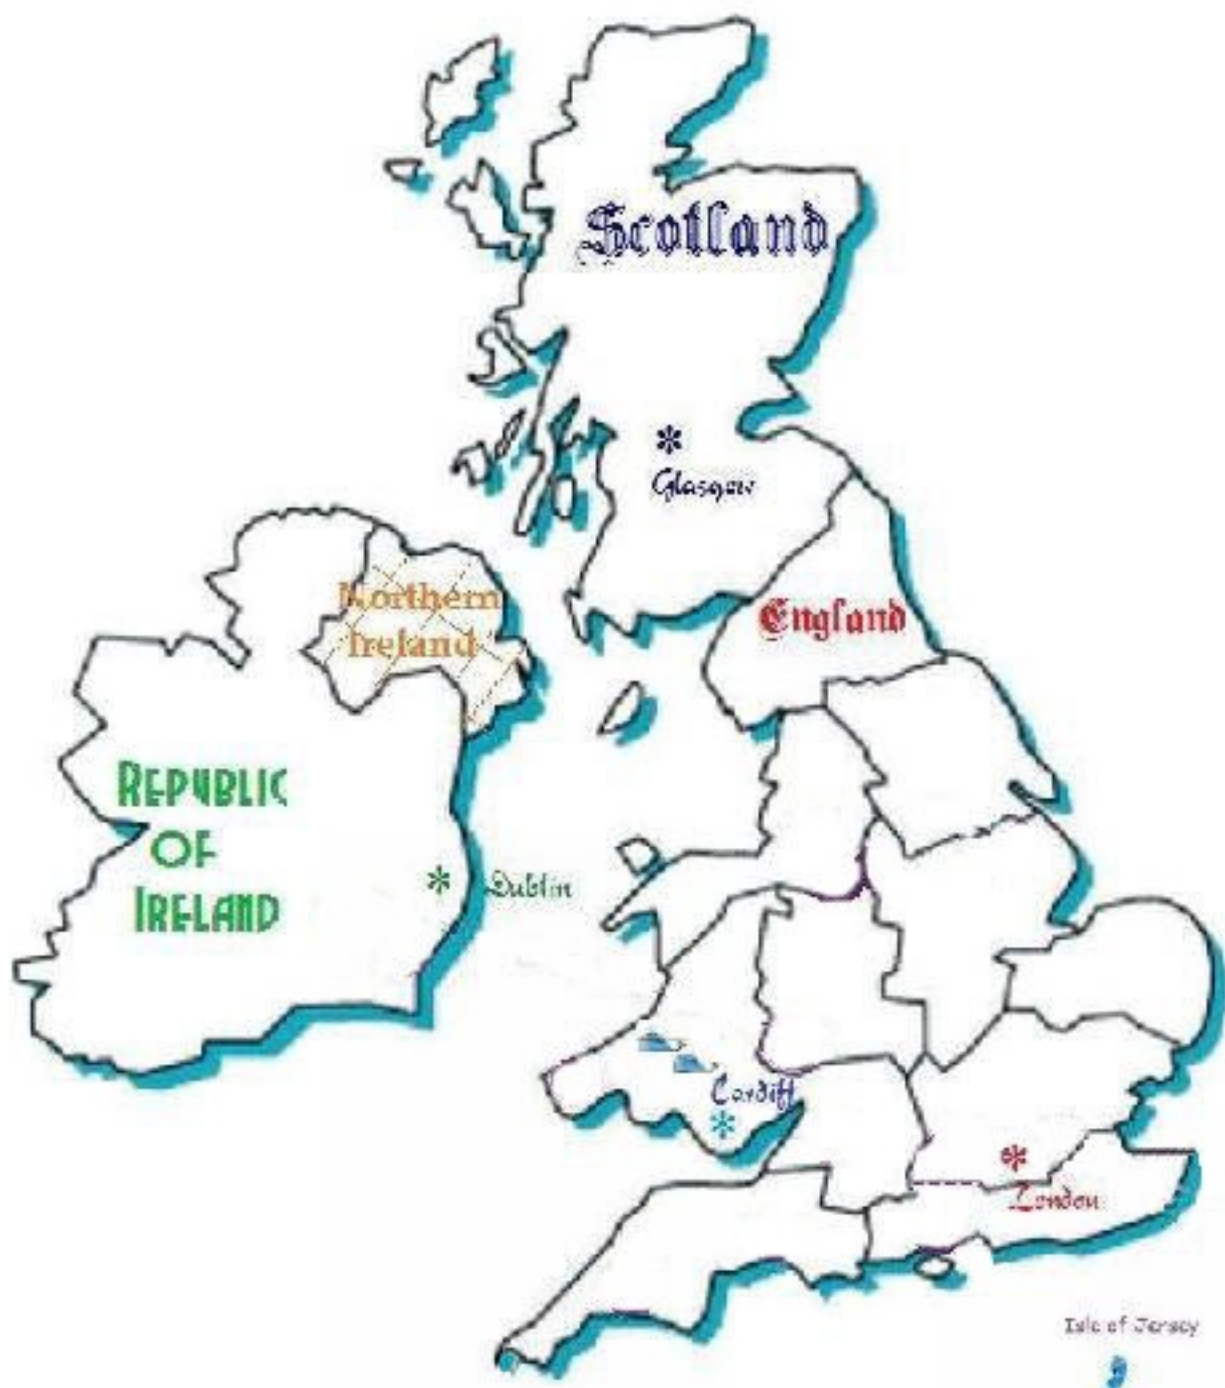 Scotland
Glasgow
Northern
Ireland
England
REPUBLIC
OF
IRELAND
Dublin
Cardiff
London
Isle of Jersey